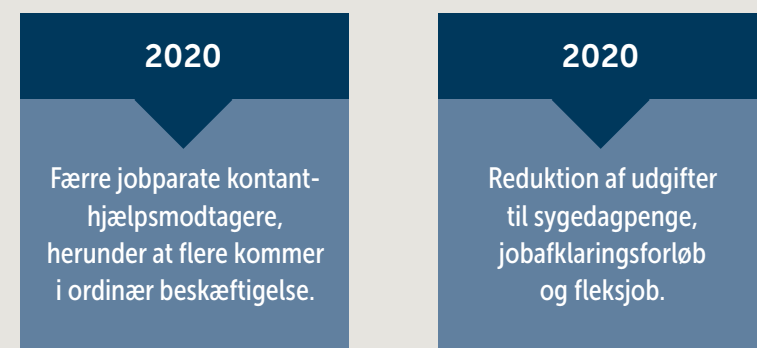 2020
Færre jobparate kontant-
hjælpsmodtagere,
herunder at flere kommer
i ordinær beskæftigelse.
2020
Reduktion af udgifter
til sygedagpenge,
jobafklaringsforløb
og fleksjob.